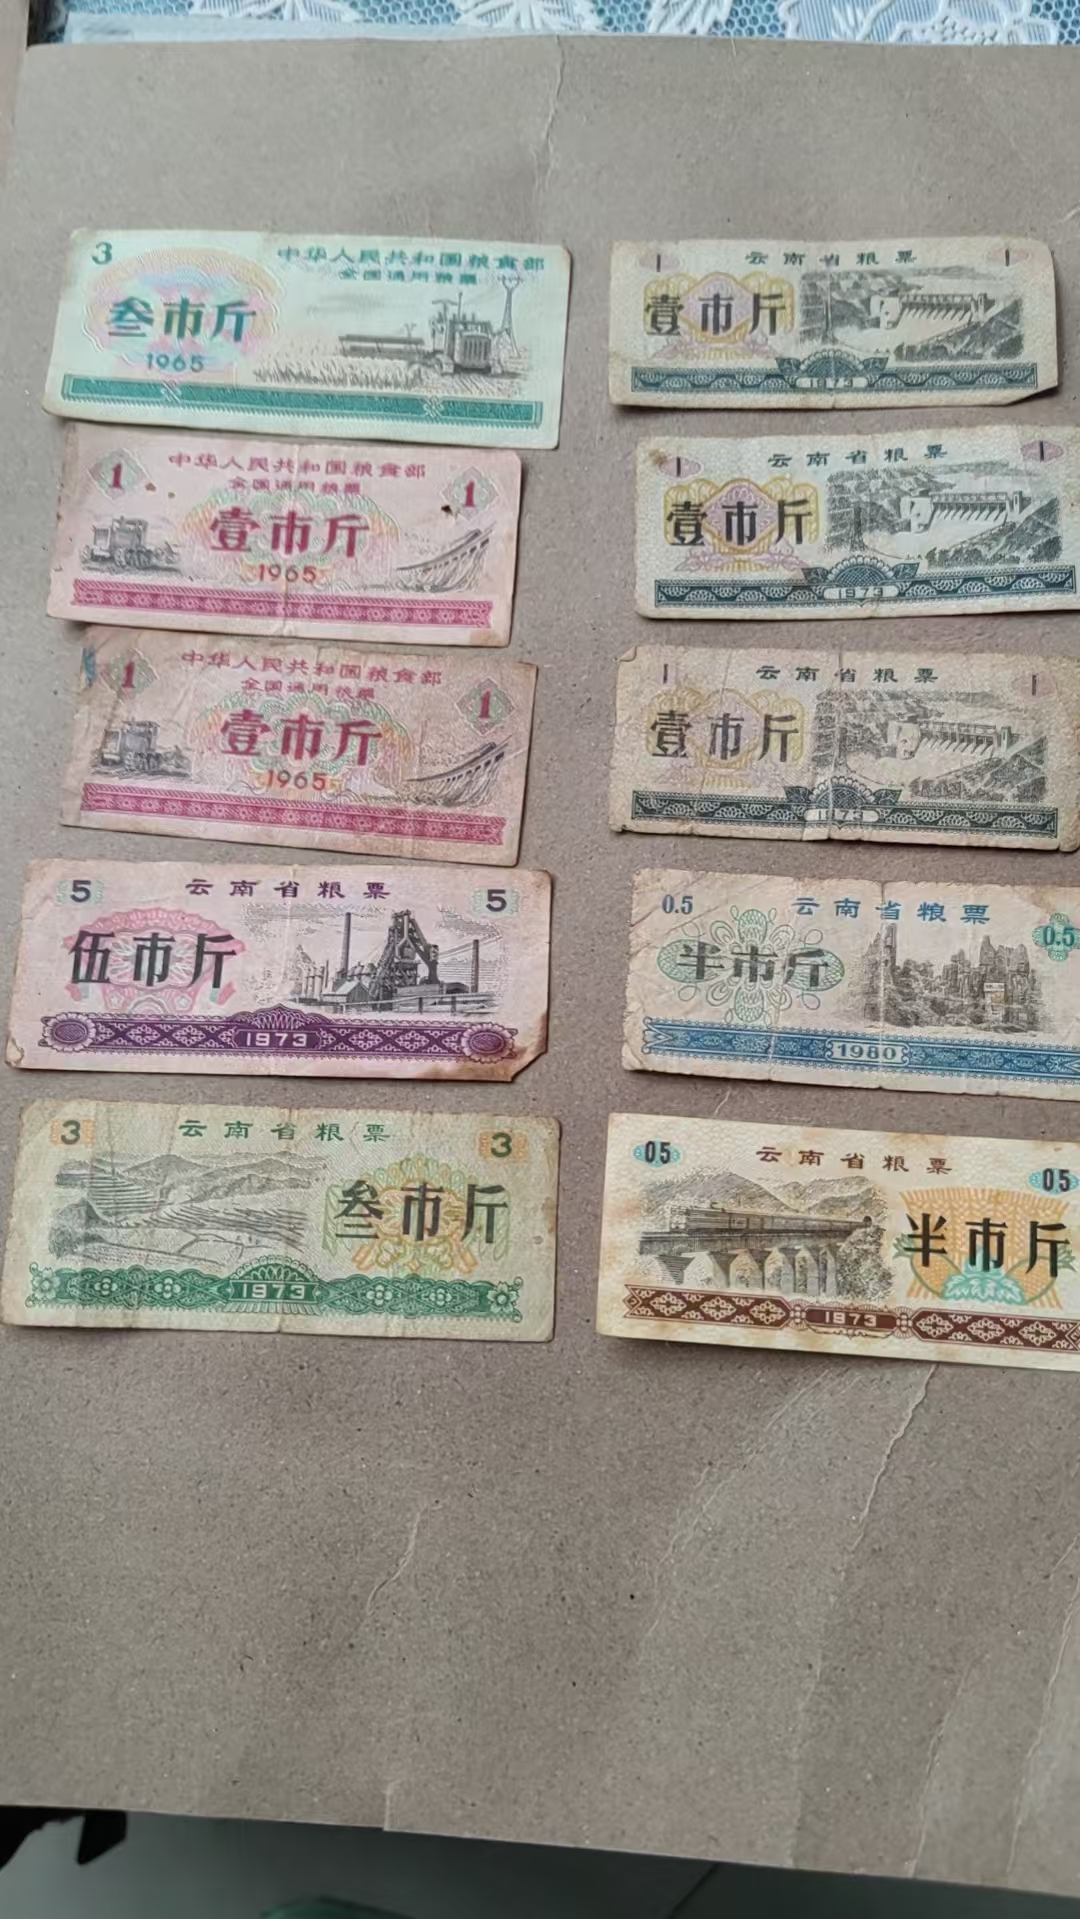 3
中华人民共和国粮食部
全国通用粮票
叁市斤
1965
1
中华人民共和国粮食部
全国通用粮票
1
壹市斤
1965
1
中华人民共和国粮食部
全国通用粮票
1
壹市斤
1965
5
云南省粮票
5
伍市斤
1973
3
云南省粮票
3
叁市斤
1973
1
云南省粮票
1
壹市斤
1973
1
云南省粮票
1
壹市斤
1973
1
云南省粮票
1
壹市斤
1973
0.5
云南省粮票
0.5
半市斤
1980
05
云南省粮票
05
半市斤
1973